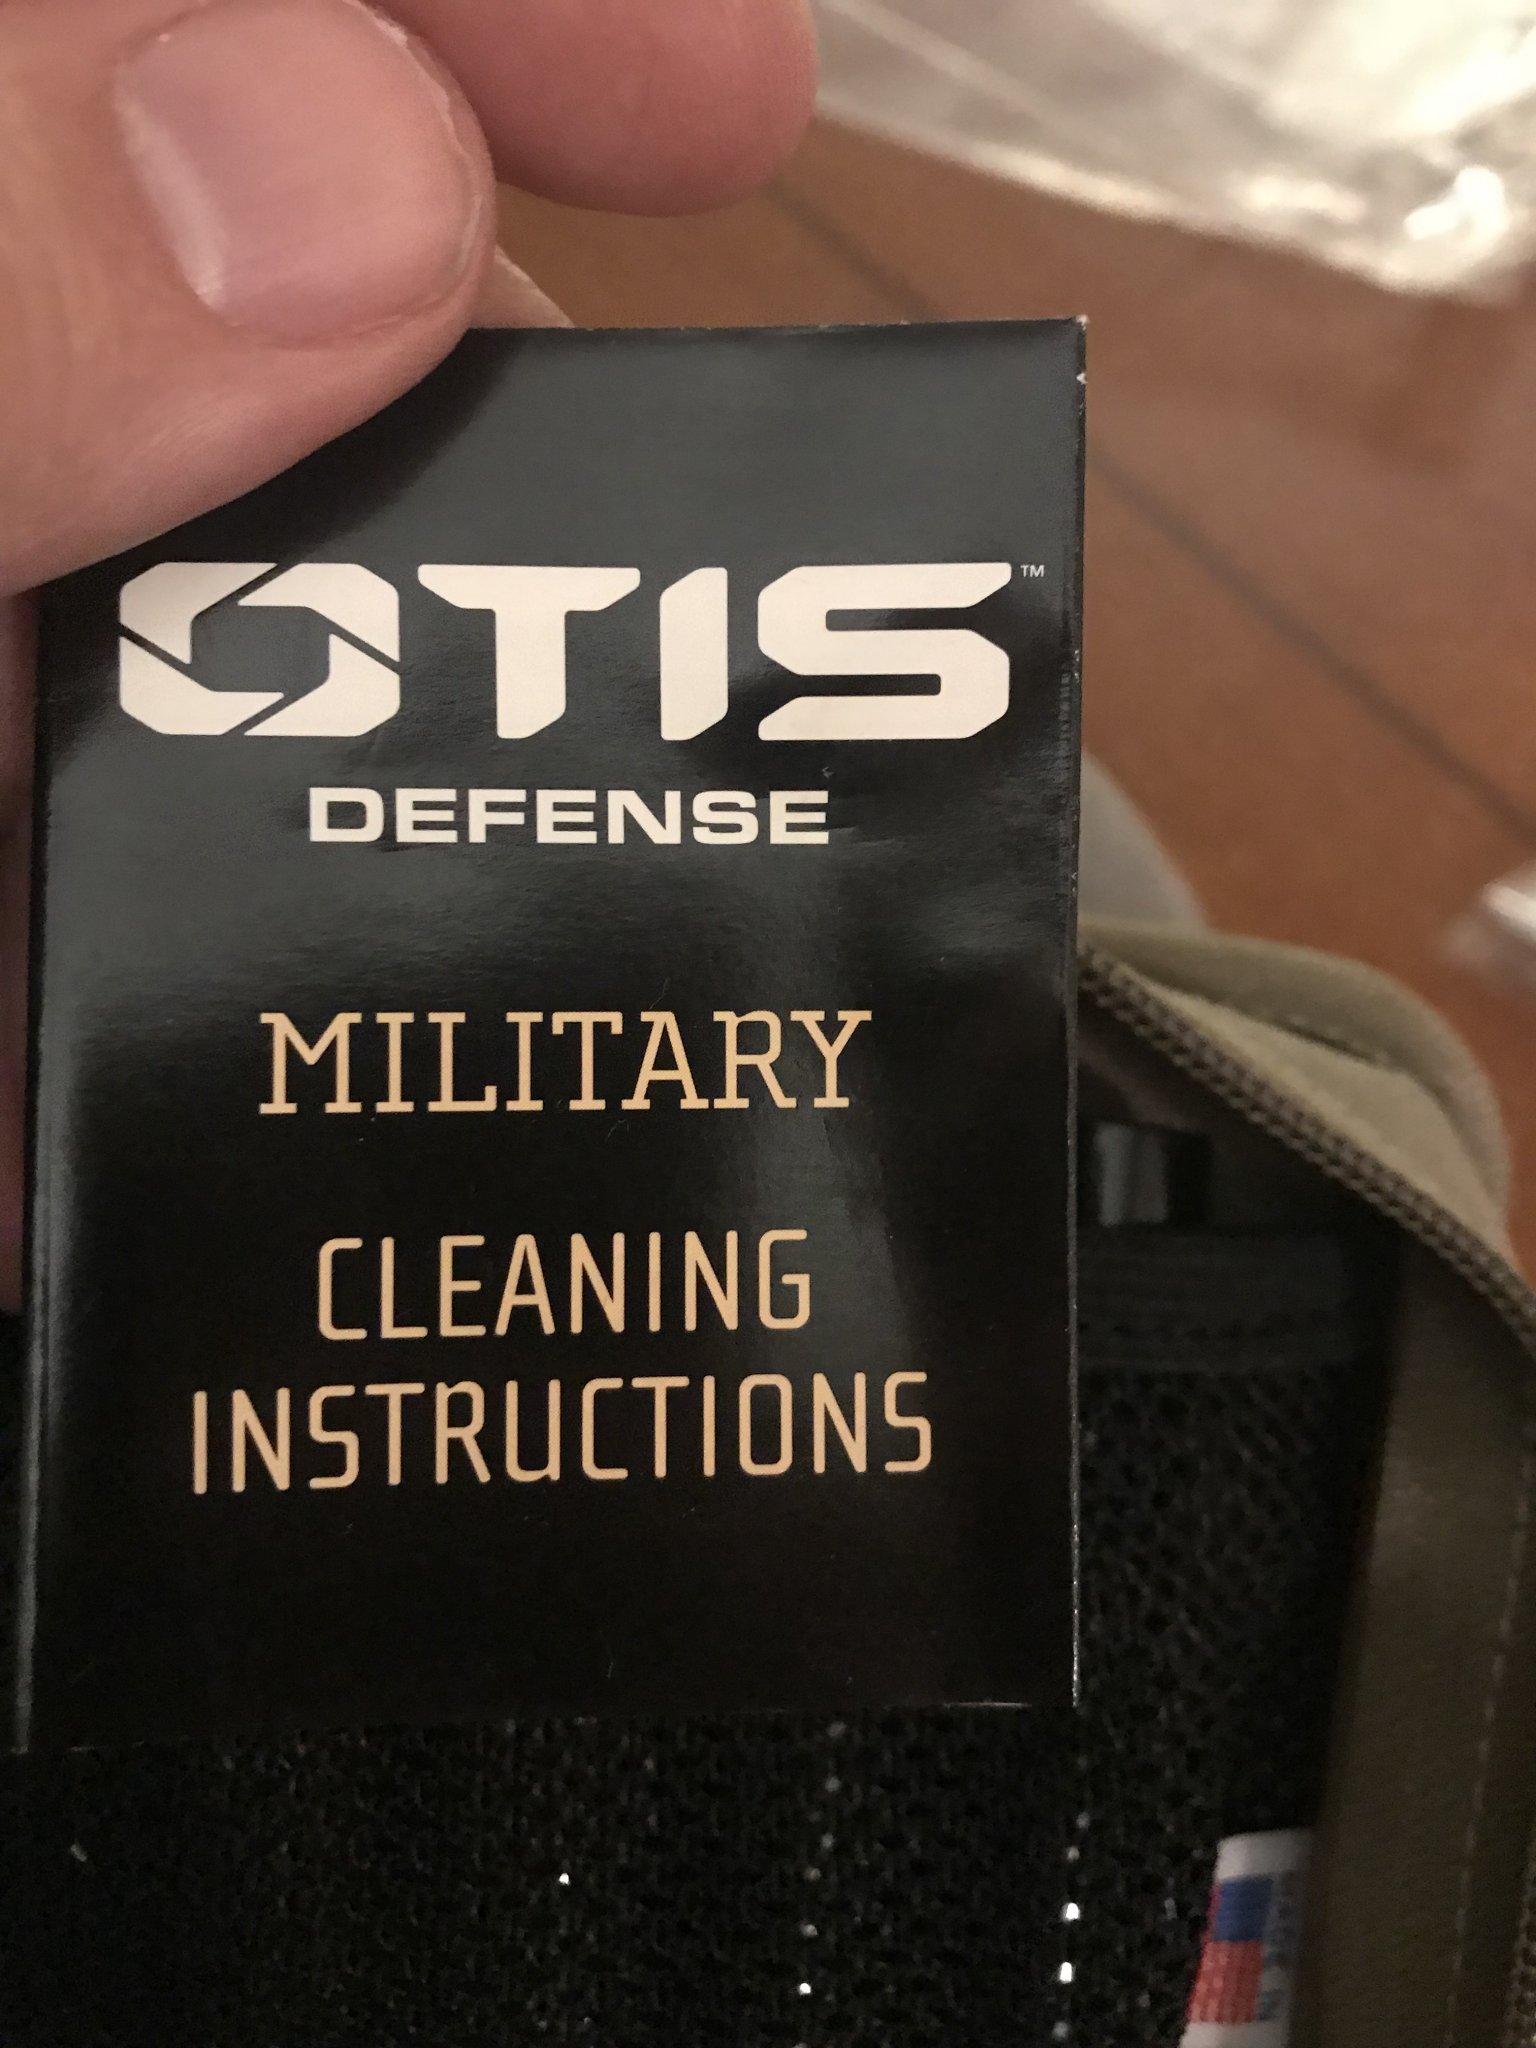 OTIS™
DEFENSE
MILITARY
CLEANING
INSTRUCTIONS